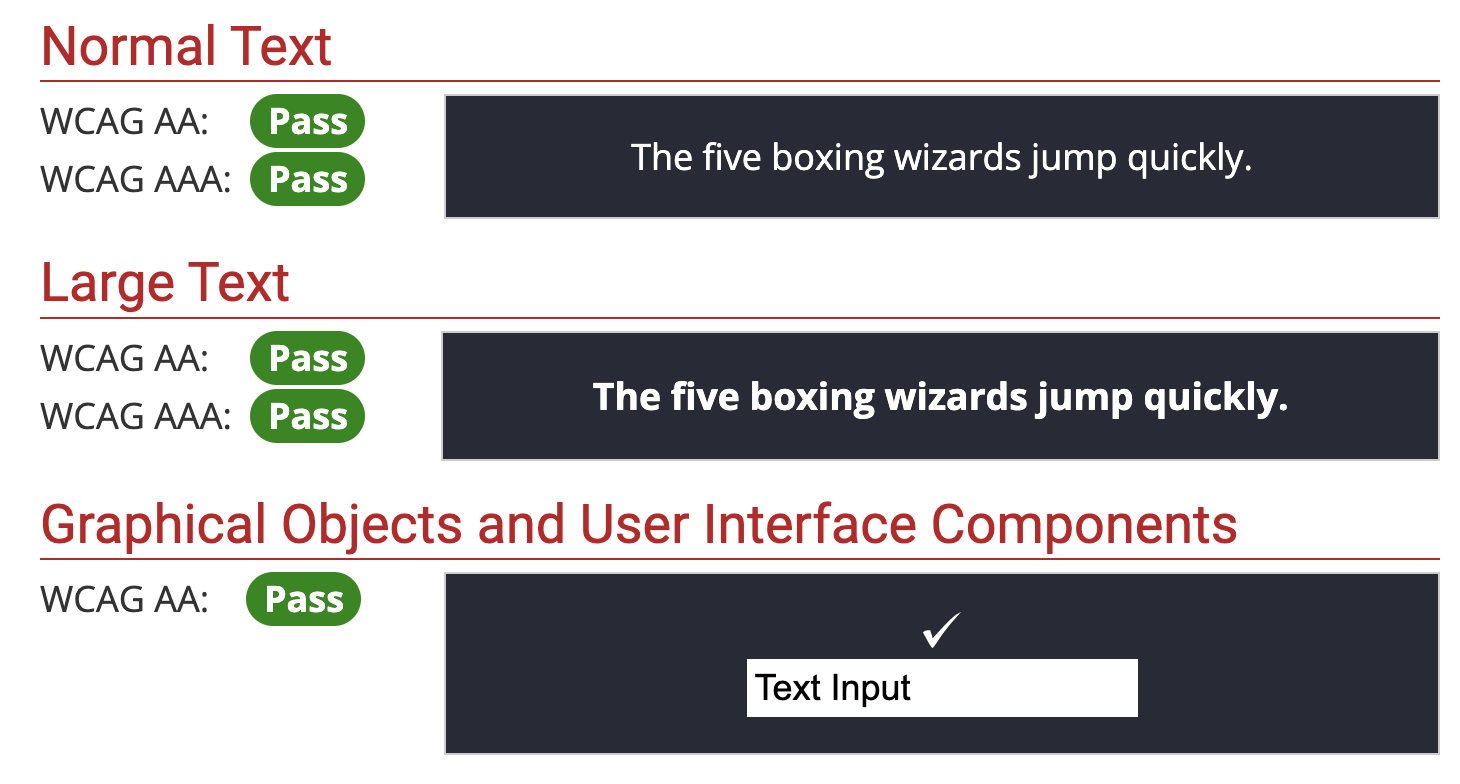 Normal Text
WCAG AA: Pass
The five boxing wizards jump quickly.
WCAG AAA: Pass
Large Text
WCAG AA: Pass
The five boxing wizards jump quickly.
WCAG AAA: Pass
Graphical Objects and User Interface Components
WCAG AA: Pass
✓
Text Input